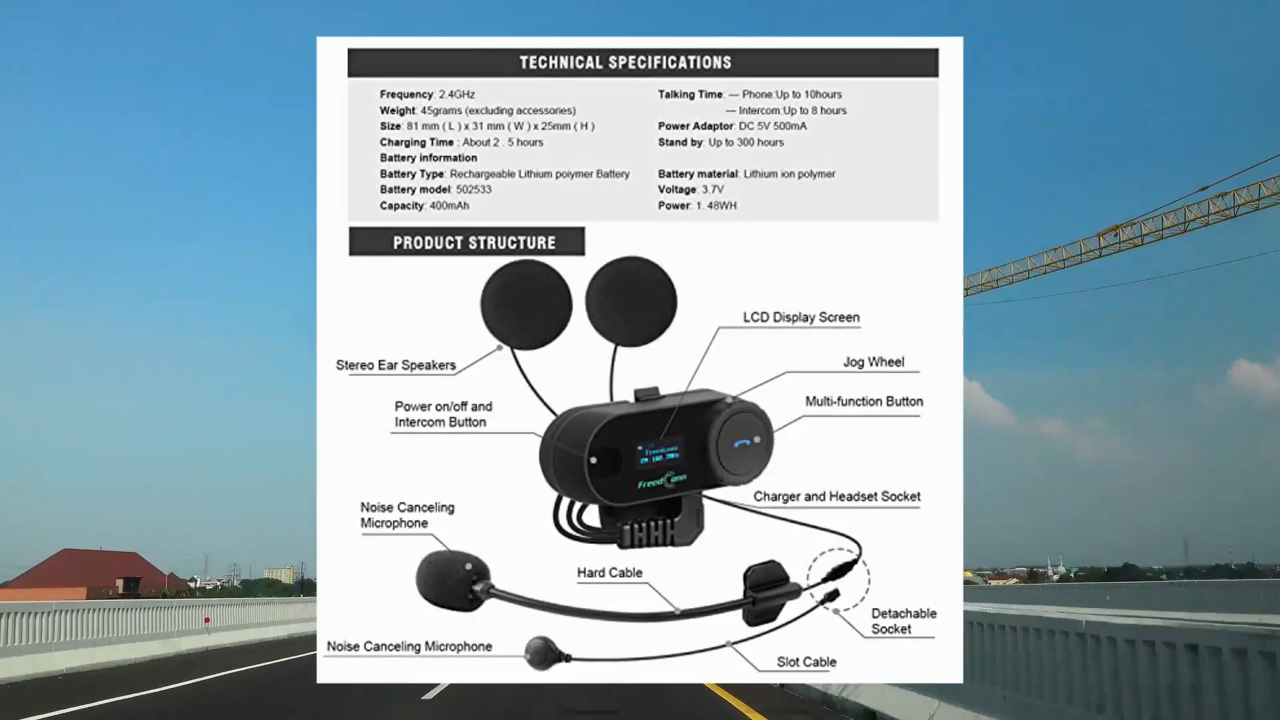 TECHNICAL SPECIFICATIONS
Frequency: 2.4GHz
Weight: 45grams (excluding accessories)
Size: 81 mm ( L ) x 31 mm ( W ) x 25mm ( H )
Charging Time : About 2 . 5 hours
Battery information
Battery Type: Rechargeable Lithium poiymer Battery
Battery model: 502533
Capacity: 400mAh
Talking Time: — Phone:Up to 10hours
— Intercom:Up to 8 hours
Power Adaptor: DC 5V 500mA
Stand by: Up to 300 hours
Battery material: Lithium ion polymer
Voltage: 3.7V
Power: 1. 48WH
PRODUCT STRUCTURE
LCD Display Screen
Stereo Ear Speakers
Jog Wheel
Power on/off and
Intercom Button
Multi-function Button
FreedConn
Charger and Headset Socket
Noise Canceling
Microphone
Hard Cable
Detachable
Socket
Noise Canceling Microphone
Slot Cable